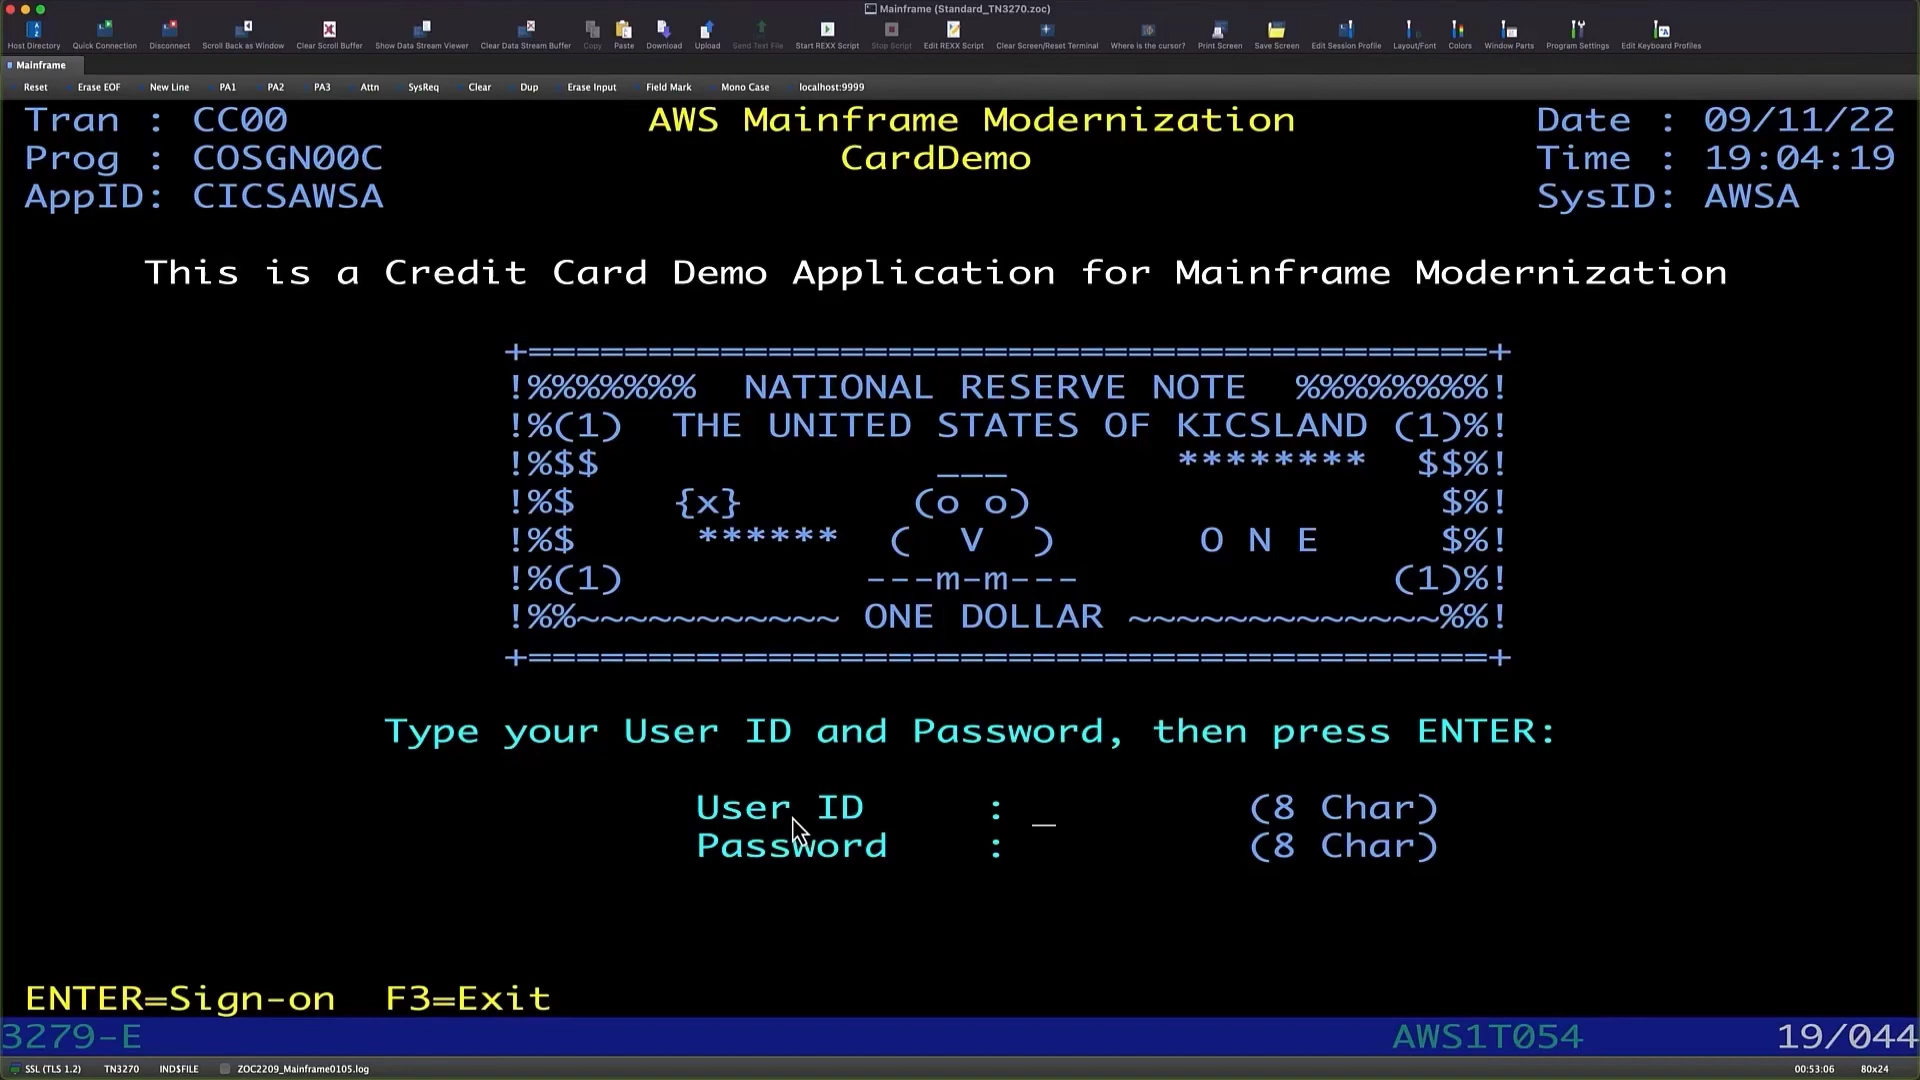 Mainframe (Standard_TN3270.zoc)
Host Directory Quick Connection Disconnect Scroll Back as Window Clear Scroll Buffer Show Data Stream Viewer Clear Data Stream Buffer Copy Paste Download Upload Send Text File Start REXX Script Stop Script Edit REXX Script Clear Screen/Reset Terminal Where is the cursor? Print Screen Save Screen Edit Session Profile Layout/Font Colors Window Parts Program Settings Edit Keyboard Profiles
Mainframe
Reset Erase EOF New Line PA1 PA2 PA3 Attn SysReq Clear Dup Erase Input Field Mark Mono Case localhost:9999
Tran : CC00 AWS Mainframe Modernization Date : 09/11/22
Prog : COSGN00C CardDemo Time : 19:04:19
AppID: CICSAWSA SysID: AWSA
This is a Credit Card Demo Application for Mainframe Modernization
+========================================+
!%%%%%%% NATIONAL RESERVE NOTE %%%%%%%%!
!%(1) THE UNITED STATES OF KICSLAND (1)%!
!%$$ ___ ******** $$%!
!%$ {x} (o o) $%!
!%$ ****** ( V ) O N E $%!
!%(1) ---m-m--- (1)%!
!%%~~~~~~~~~~~ ONE DOLLAR ~~~~~~~~~~~~~%%!
+========================================+
Type your User ID and Password, then press ENTER:
User ID : _ (8 Char)
Password : (8 Char)
ENTER=Sign-on F3=Exit
3279-E AWS1T054 19/044
SSL (TLS 1.2) TN3270 IND$FILE ZOC2209_Mainframe0105.log 00:53:06 80x24